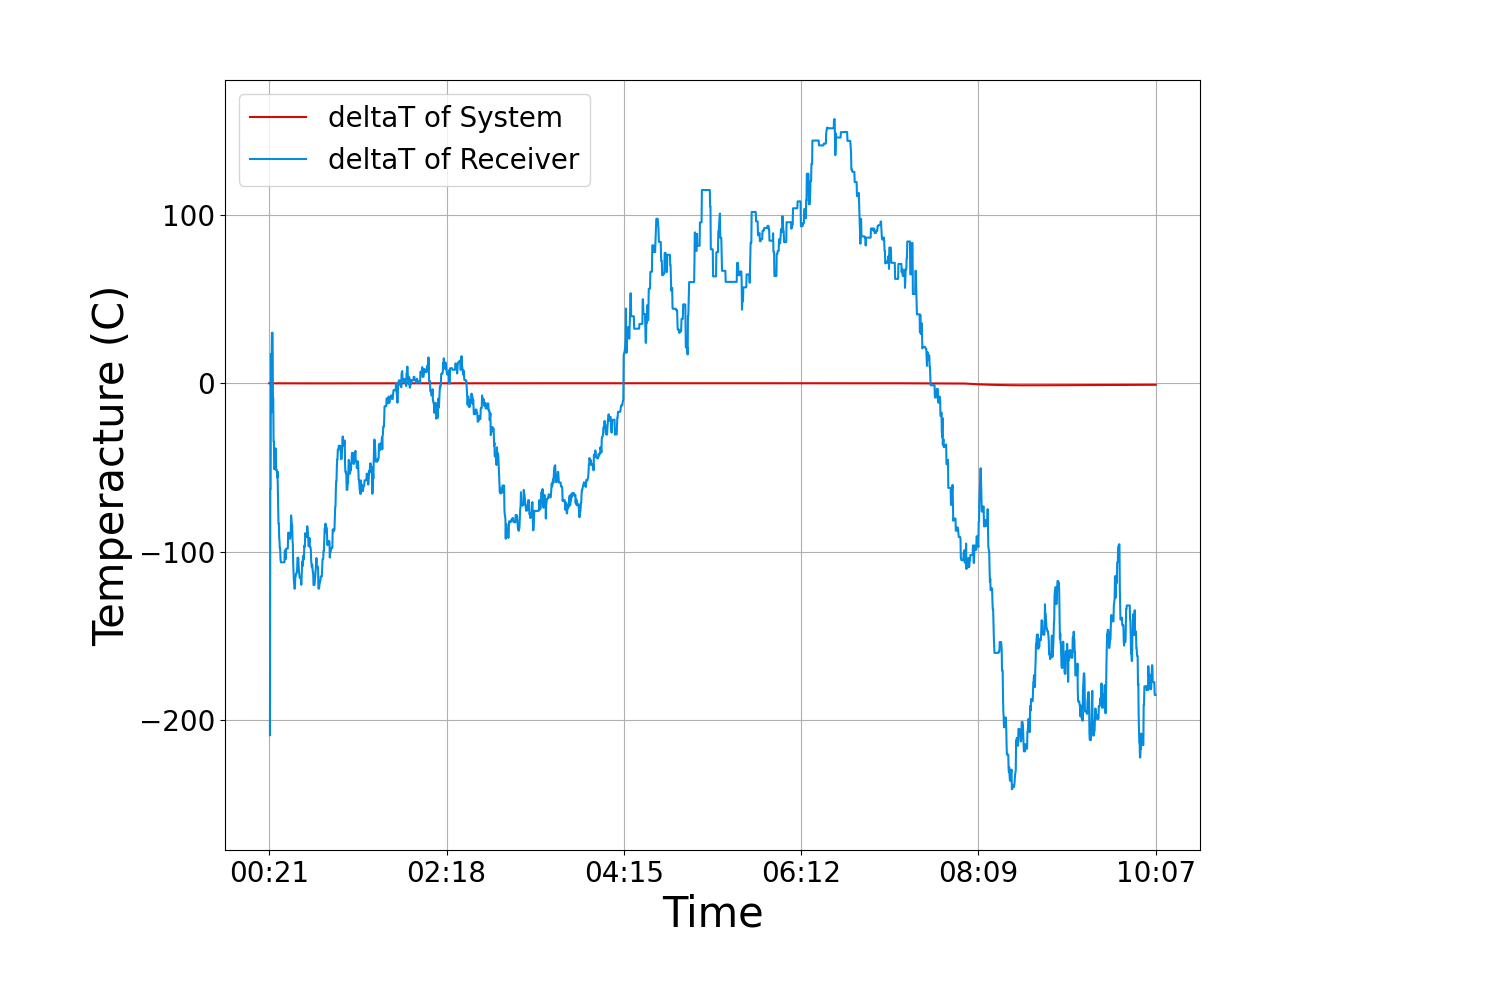 deltaT of System
deltaT of Receiver
Temperacture (C)
100
0
−100
−200
00:21 02:18 04:15 06:12 08:09 10:07
Time